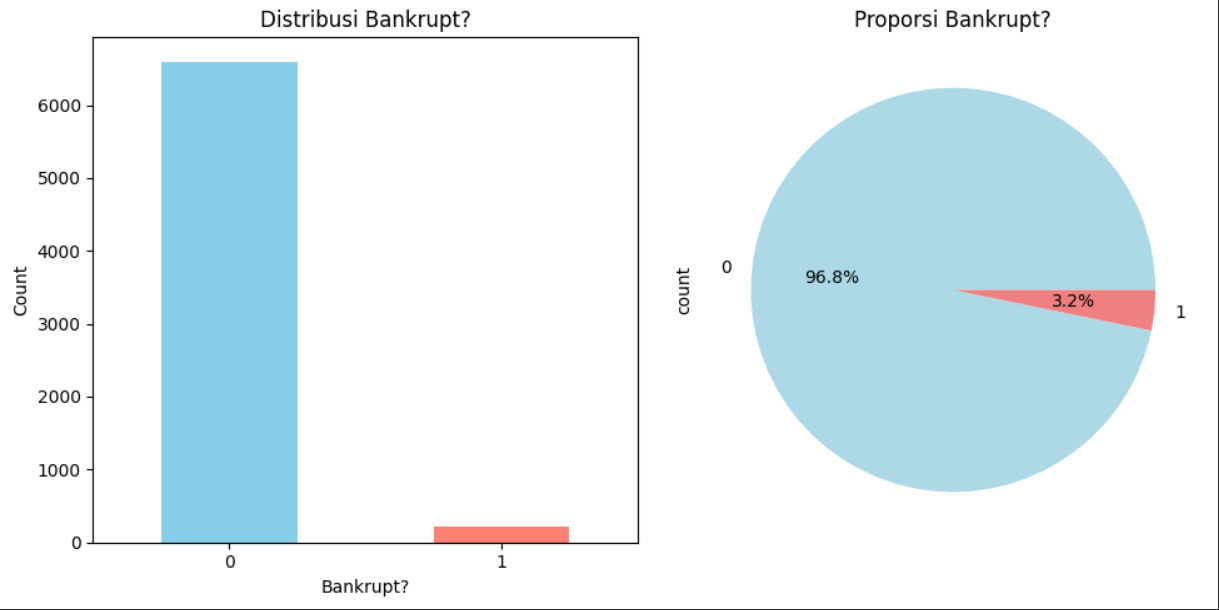 Distribusi Bankrupt?
Count
6000
5000
4000
3000
2000
1000
0
0
1
Bankrupt?
Proporsi Bankrupt?
count
0
96.8%
3.2%
1